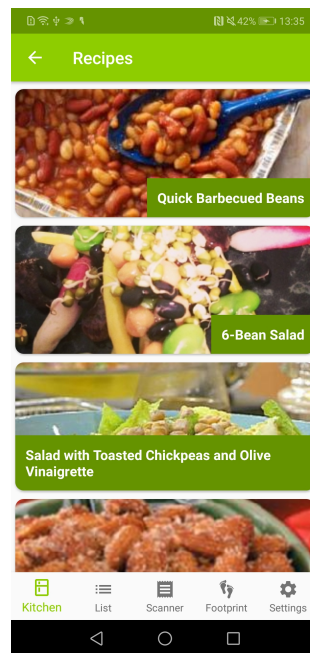 42% 13:35
Recipes
Quick Barbecued Beans
6-Bean Salad
Salad with Toasted Chickpeas and Olive
Vinaigrette
Kitchen List Scanner Footprint Settings